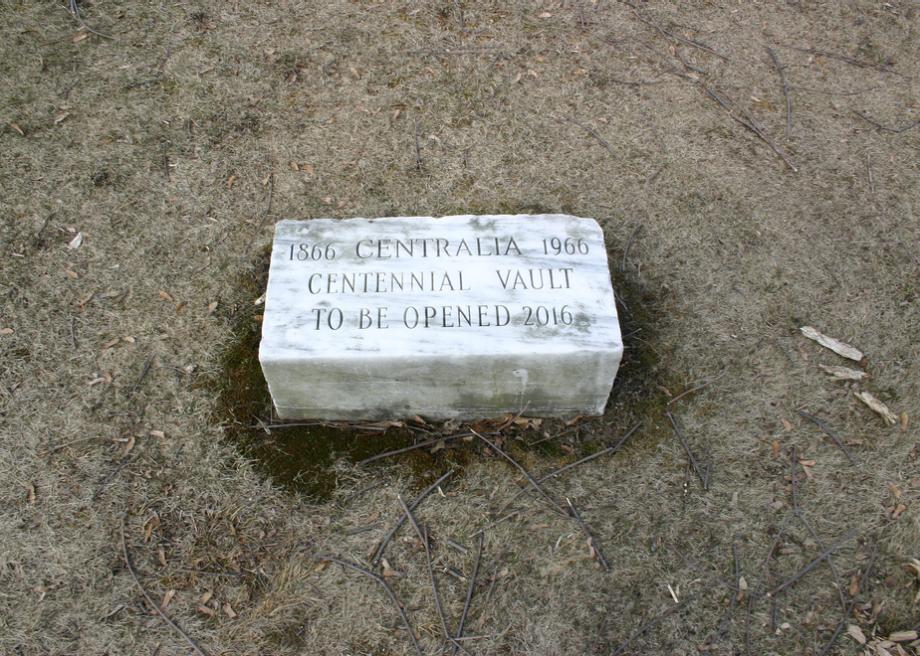 1866 CENTRALIA 1966
CENTENNIAL VAULT
TO BE OPENED 2016